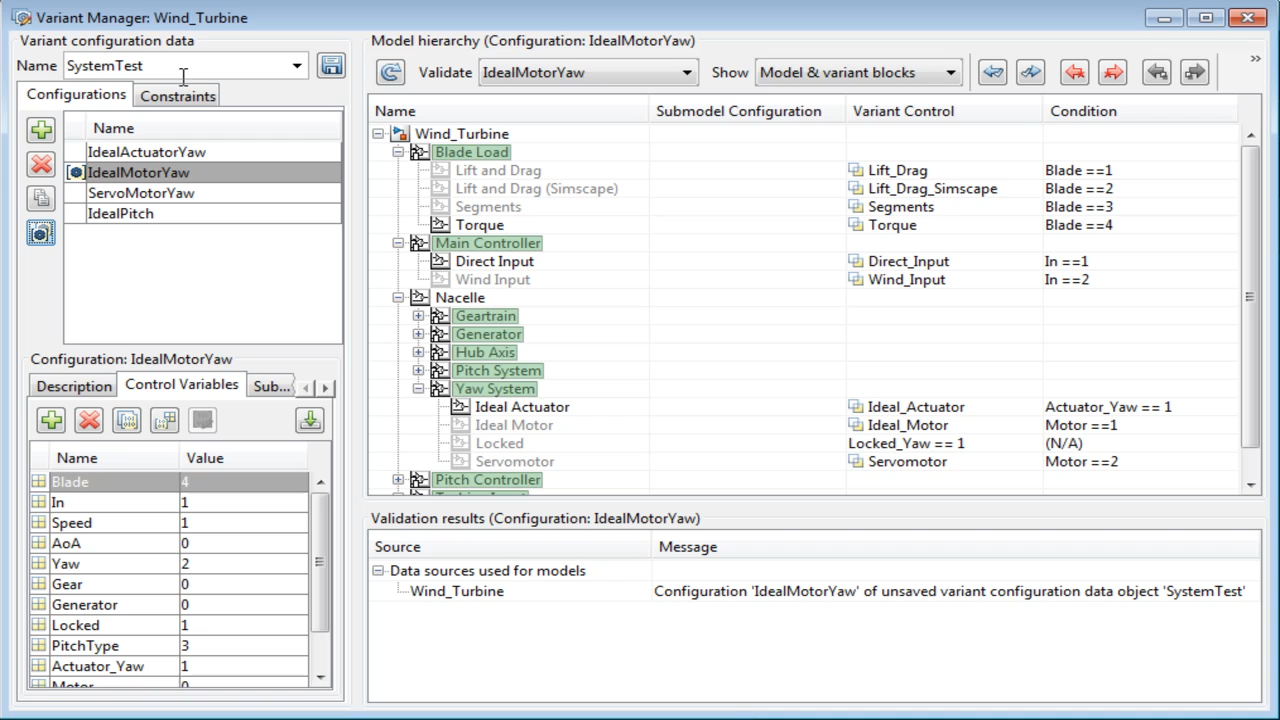 Variant Manager: Wind_Turbine
Variant configuration data
Name SystemTest
Configurations Constraints
Name
IdealActuatorYaw
IdealMotorYaw
ServoMotorYaw
IdealPitch
Configuration: IdealMotorYaw
Description Control Variables Sub...
Name Value
Blade 4
In 1
Speed 1
AoA 0
Yaw 2
Gear 0
Generator 0
Locked 1
PitchType 3
Actuator_Yaw 1
Motor 0
Model hierarchy (Configuration: IdealMotorYaw)
Validate IdealMotorYaw Show Model & variant blocks
Name Submodel Configuration Variant Control Condition
Wind_Turbine
Blade Load
Lift and Drag Lift_Drag Blade ==1
Lift and Drag (Simscape) Lift_Drag_Simscape Blade ==2
Segments Segments Blade ==3
Torque Torque Blade ==4
Main Controller
Direct Input Direct_Input In ==1
Wind Input Wind_Input In ==2
Nacelle
Geartrain
Generator
Hub Axis
Pitch System
Yaw System
Ideal Actuator Ideal_Actuator Actuator_Yaw == 1
Ideal Motor Ideal_Motor Motor ==1
Locked Locked_Yaw == 1 (N/A)
Servomotor Servomotor Motor ==2
Pitch Controller
Validation results (Configuration: IdealMotorYaw)
Source Message
Data sources used for models
Wind_Turbine Configuration 'IdealMotorYaw' of unsaved variant configuration data object 'SystemTest'